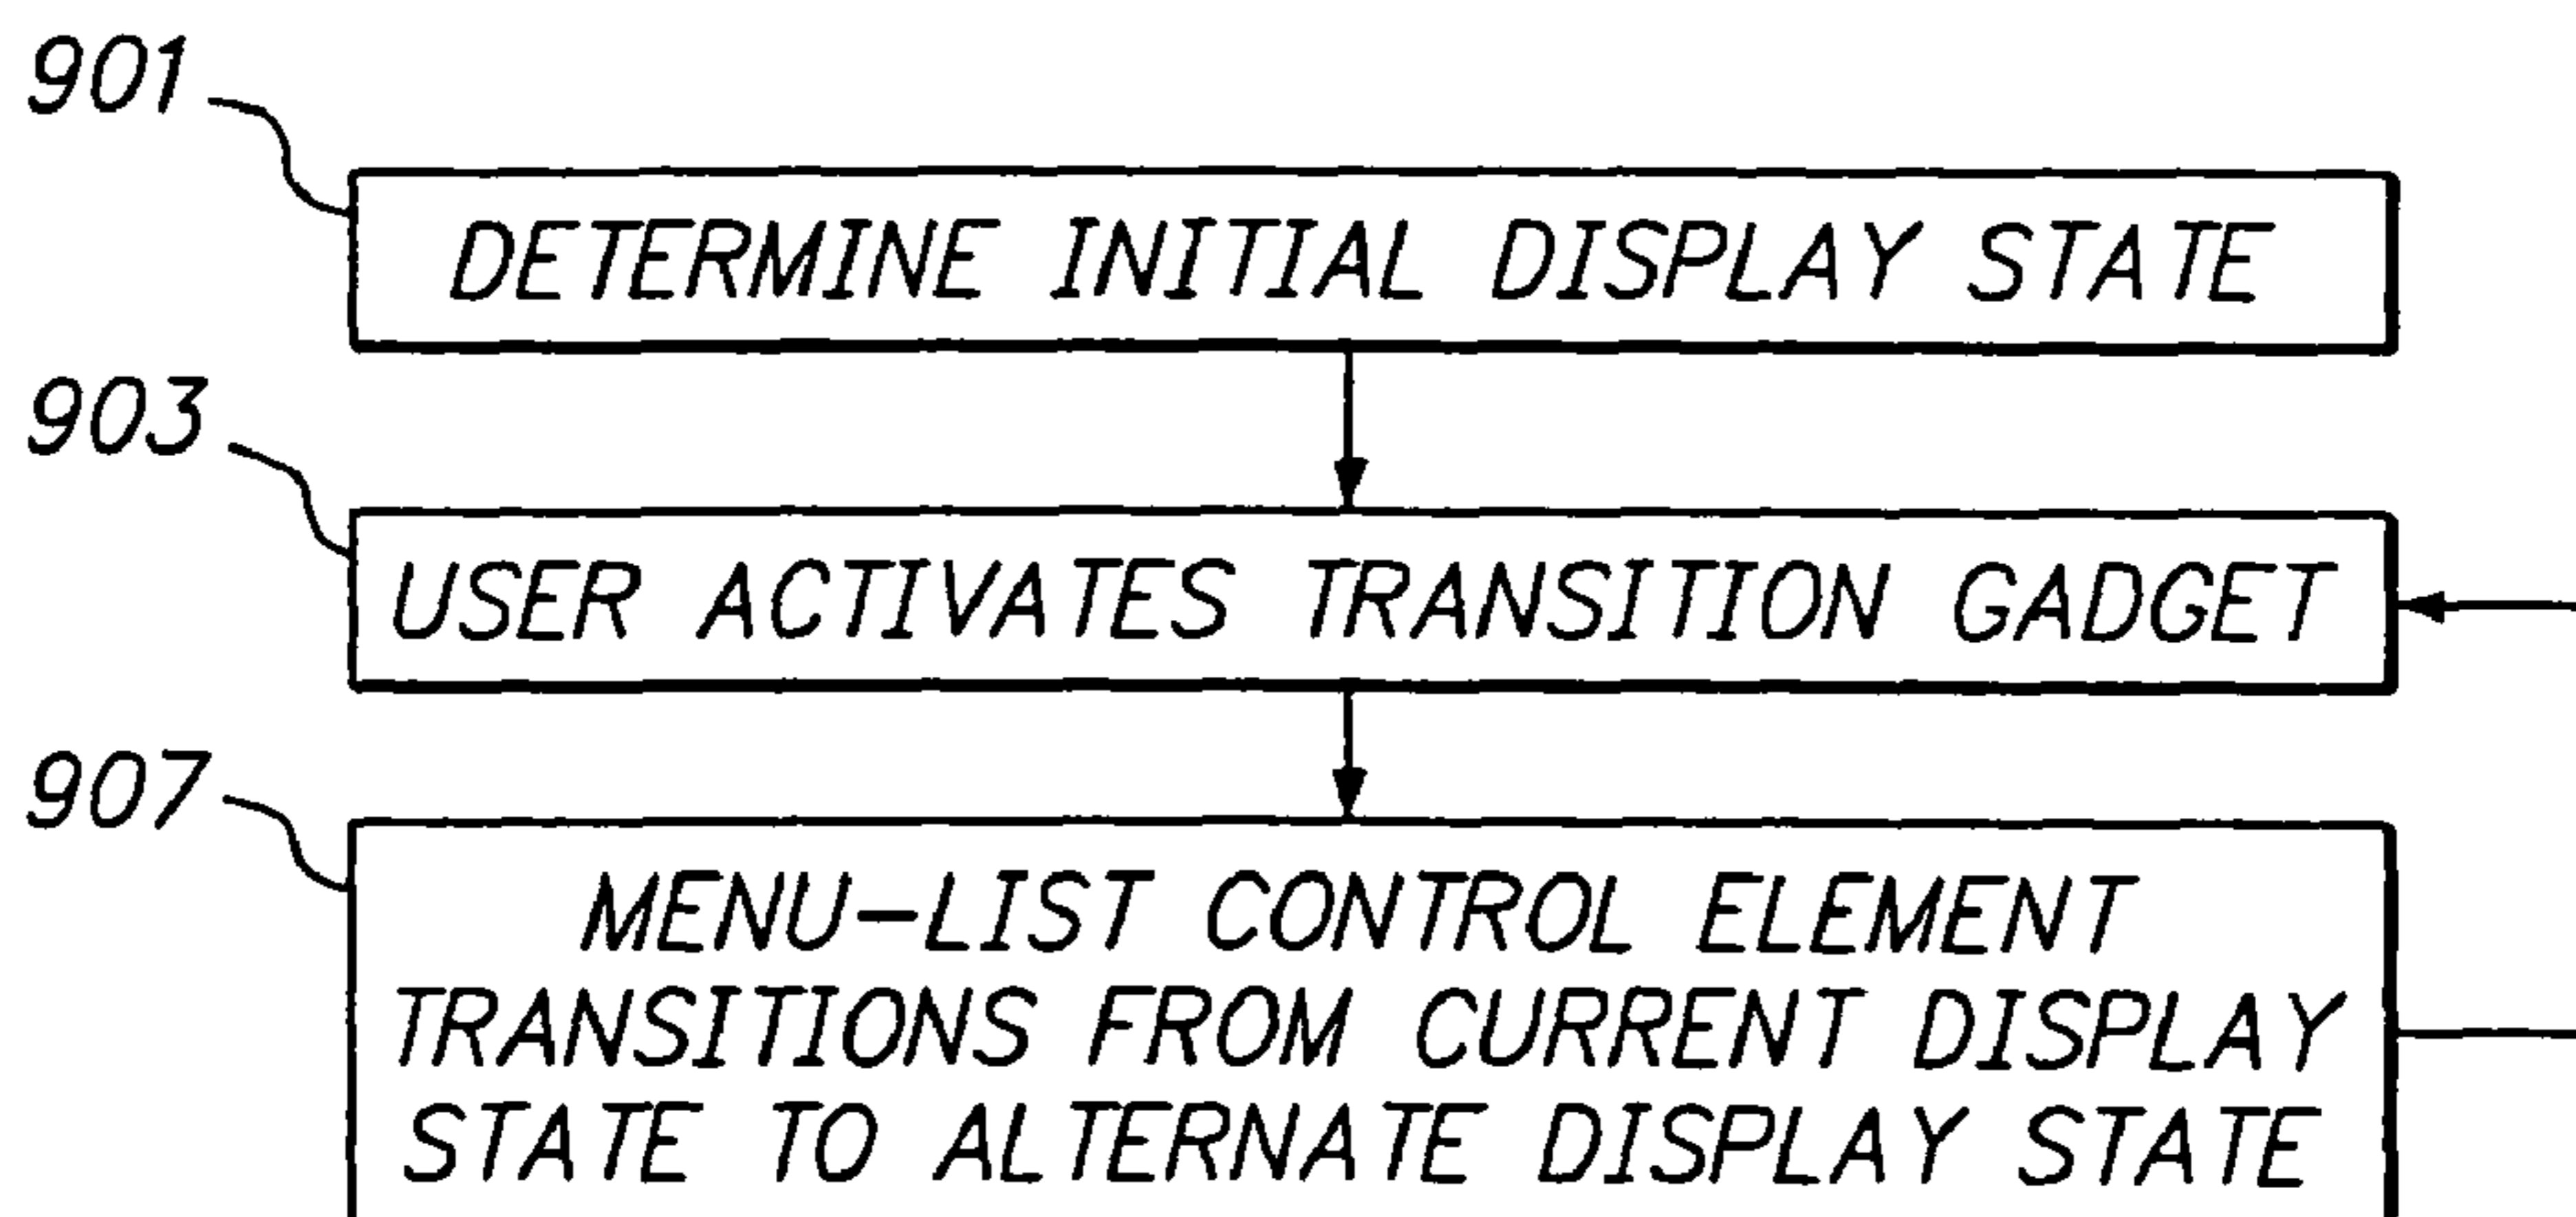 901
DETERMINE INITIAL DISPLAY STATE
903
USER ACTIVATES TRANSITION GADGET
907
MENU-LIST CONTROL ELEMENT
TRANSITIONS FROM CURRENT DISPLAY
STATE TO ALTERNATE DISPLAY STATE